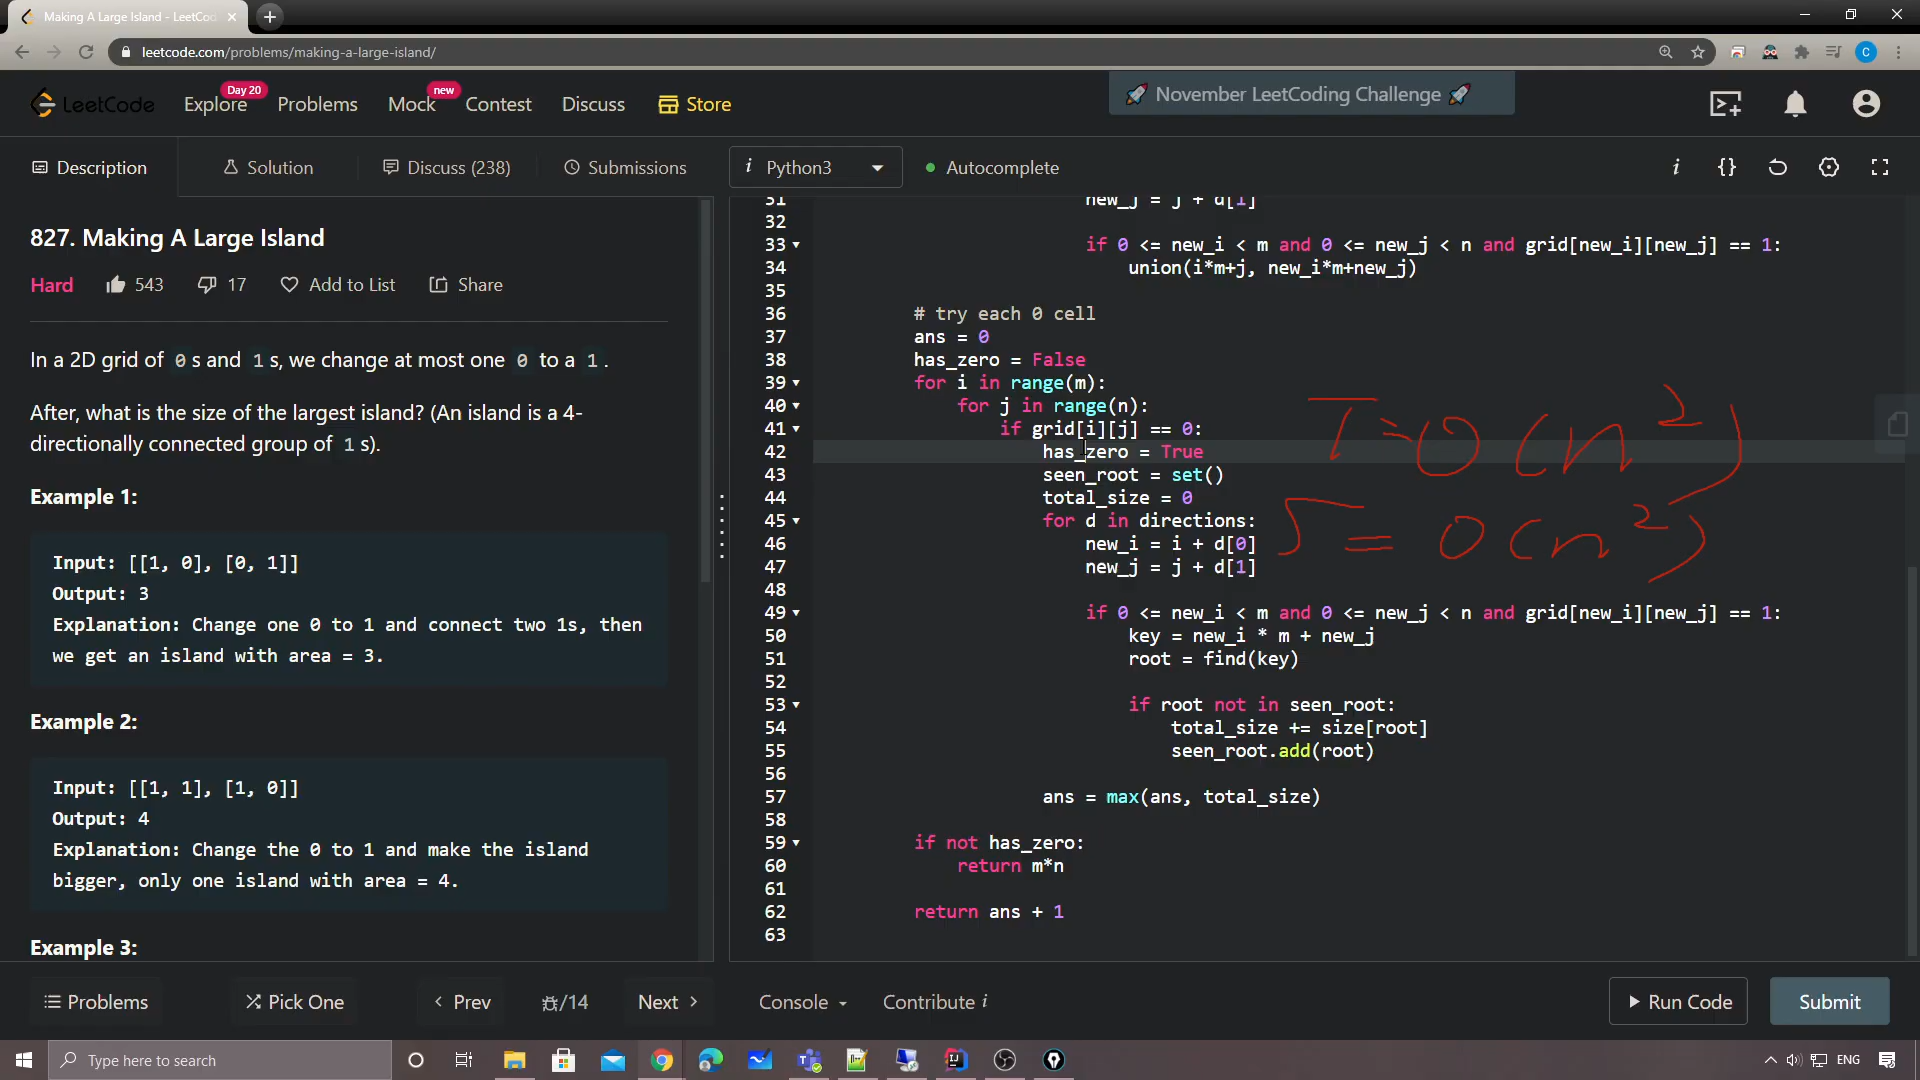 Making A Large Island - LeetCod
leetcode.com/problems/making-a-large-island/
C
LeetCode
Explore
Day 20
Problems
Mock
new
Contest
Discuss
Store
🚀 November LeetCoding Challenge 🚀
Description
Solution
Discuss (238)
Submissions
i Python3
Autocomplete
i
{}
827. Making A Large Island
Hard
543
17
Add to List
Share
In a 2D grid of 0s and 1s, we change at most one 0 to a 1.
After, what is the size of the largest island? (An island is a 4-
directionally connected group of 1s).
Example 1:
Input: [[1, 0], [0, 1]]
Output: 3
Explanation: Change one 0 to 1 and connect two 1s, then
we get an island with area = 3.
Example 2:
Input: [[1, 1], [1, 0]]
Output: 4
Explanation: Change the 0 to 1 and make the island
bigger, only one island with area = 4.
Example 3:
31 new_j = j + d[1]
32
33 if 0 <= new_i < m and 0 <= new_j < n and grid[new_i][new_j] == 1:
34 union(i*m+j, new_i*m+new_j)
35
36 # try each 0 cell
37 ans = 0
38 has_zero = False
39 for i in range(m):
40 for j in range(n):
41 if grid[i][j] == 0:
42 has_zero = True
43 seen_root = set()
44 total_size = 0
45 for d in directions:
46 new_i = i + d[0]
47 new_j = j + d[1]
48
49 if 0 <= new_i < m and 0 <= new_j < n and grid[new_i][new_j] == 1:
50 key = new_i * m + new_j
51 root = find(key)
52
53 if root not in seen_root:
54 total_size += size[root]
55 seen_root.add(root)
56
57 ans = max(ans, total_size)
58
59 if not has_zero:
60 return m*n
61
62 return ans + 1
63
T = O(n²)
S = O(n²)
Problems
Pick One
Prev
/14
Next
Console
Contribute i
Run Code
Submit
Type here to search
ENG